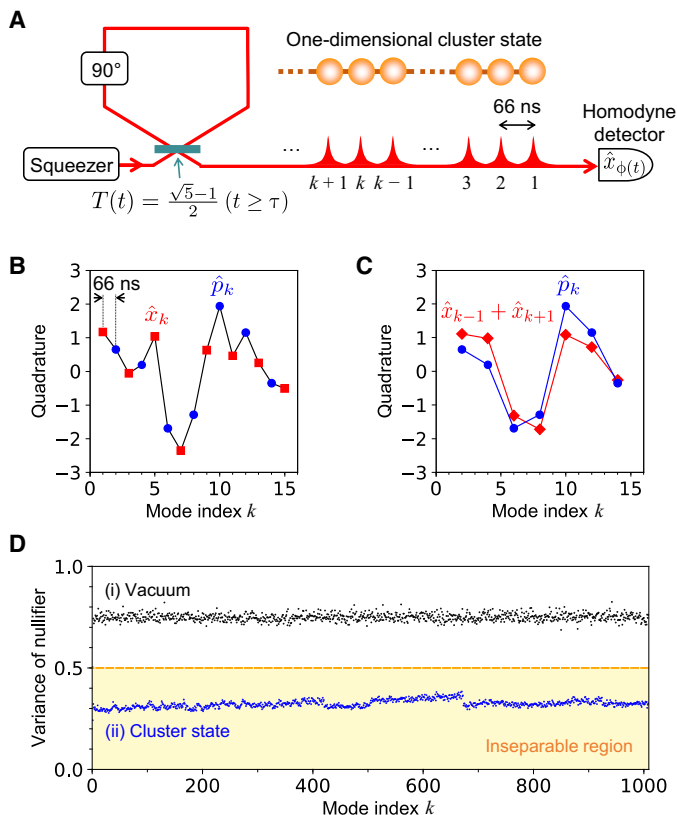 A
90°
One-dimensional cluster state
66 ns
Homodyne
detector
Squeezer
... ...
x̂ϕ(t)
k + 1 k k − 1 3 2 1
T(t) = (√5−1)/2 (t ≥ τ)
B
C
66 ns
x̂k
p̂k
Quadrature
3
2
1
0
−1
−2
−3
0 5 10 15
Mode index k
x̂k−1 + x̂k+1
p̂k
Quadrature
3
2
1
0
−1
−2
−3
0 5 10 15
Mode index k
D
Variance of nullifier
1.0
0.5
0.0
(i) Vacuum
(ii) Cluster state
Inseparable region
0 200 400 600 800 1000
Mode index k